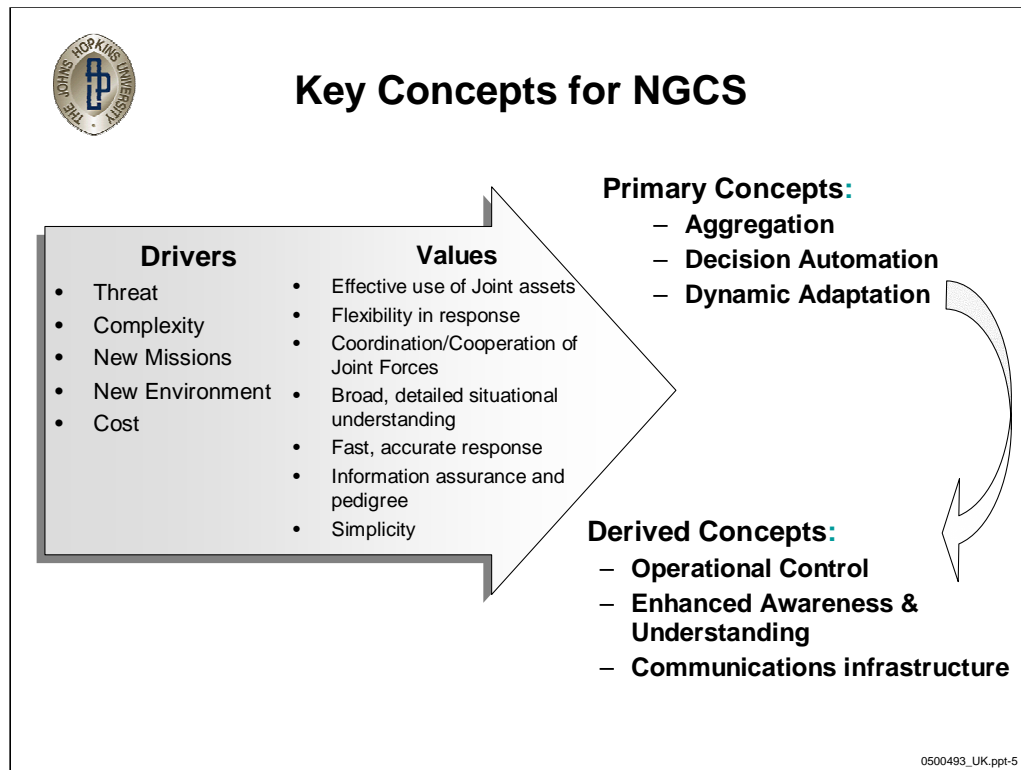 THE JOHNS HOPKINS UNIVERSITY
APL
Key Concepts for NGCS
Drivers
• Threat
• Complexity
• New Missions
• New Environment
• Cost
Values
• Effective use of Joint assets
• Flexibility in response
• Coordination/Cooperation of
Joint Forces
• Broad, detailed situational
understanding
• Fast, accurate response
• Information assurance and
pedigree
• Simplicity
Primary Concepts:
– Aggregation
– Decision Automation
– Dynamic Adaptation
Derived Concepts:
– Operational Control
– Enhanced Awareness &
Understanding
– Communications infrastructure
0500493_UK.ppt-5